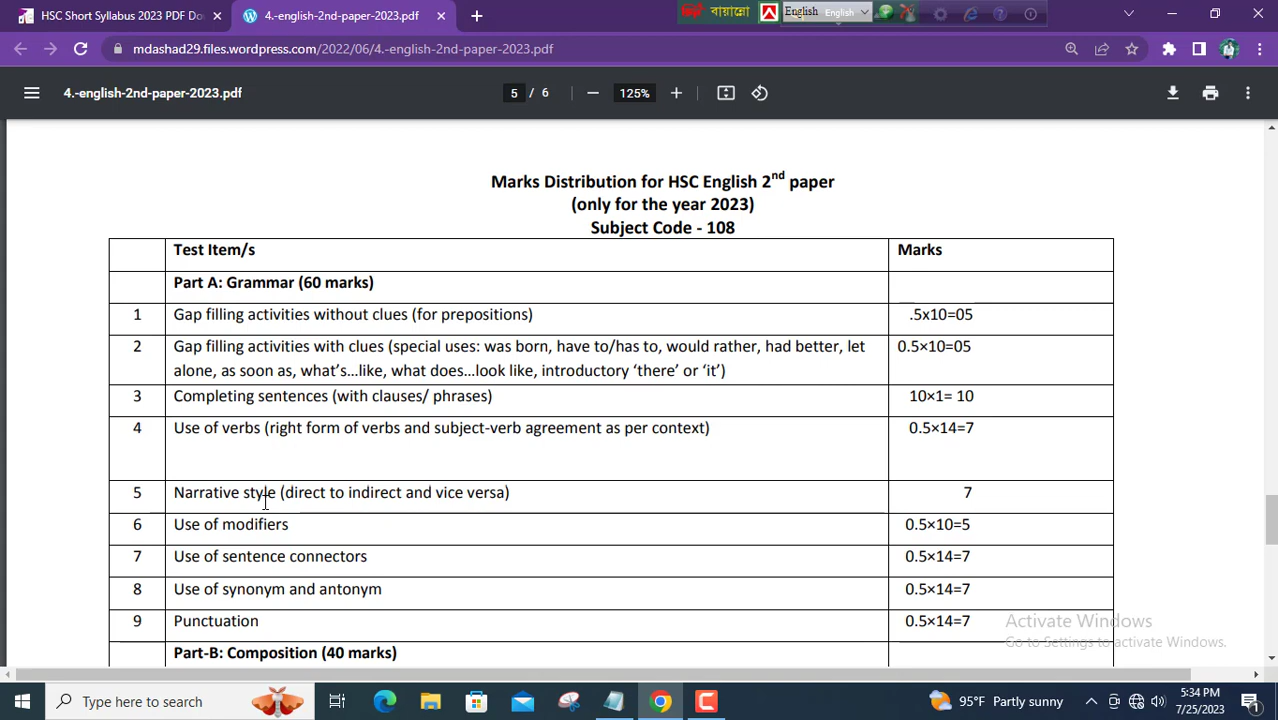 HSC Short Syllabus 2023 PDF Do
4.-english-2nd-paper-2023.pdf
বায়ান্নো
English
English
mdashad29.files.wordpress.com/2022/06/4.-english-2nd-paper-2023.pdf
4.-english-2nd-paper-2023.pdf
5 / 6
125%
Marks Distribution for HSC English 2nd paper
(only for the year 2023)
Subject Code - 108
Test Item/s Marks
Part A: Grammar (60 marks)
1 Gap filling activities without clues (for prepositions) .5x10=05
2 Gap filling activities with clues (special uses: was born, have to/has to, would rather, had better, let 0.5×10=05
alone, as soon as, what's…like, what does…look like, introductory ‘there’ or ‘it’)
3 Completing sentences (with clauses/ phrases) 10×1= 10
4 Use of verbs (right form of verbs and subject-verb agreement as per context) 0.5×14=7
5 Narrative style (direct to indirect and vice versa) 7
6 Use of modifiers 0.5×10=5
7 Use of sentence connectors 0.5×14=7
8 Use of synonym and antonym 0.5×14=7
9 Punctuation 0.5×14=7
Part-B: Composition (40 marks)
Activate Windows
Go to Settings to activate Windows.
Type here to search
95°F Partly sunny
5:34 PM
7/25/2023
1